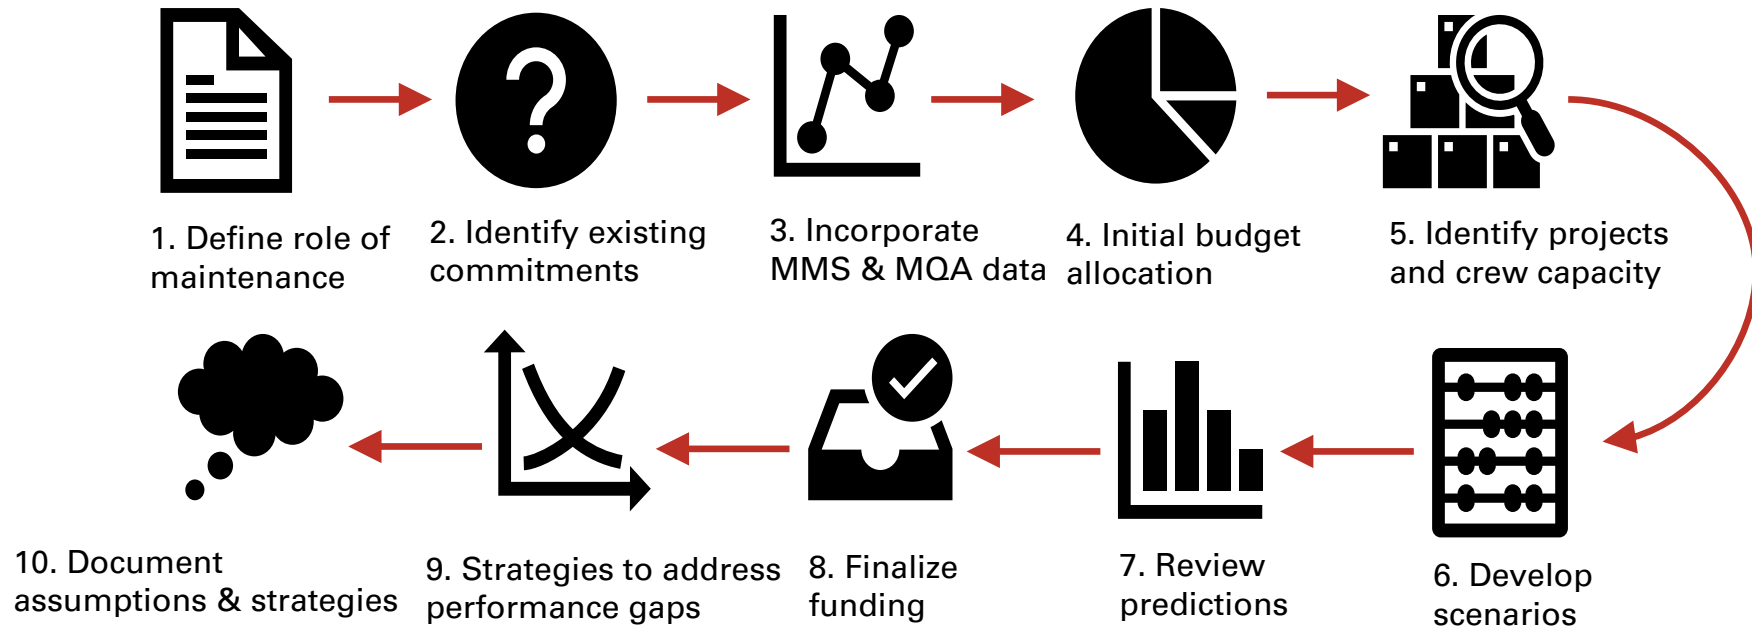 1. Define role of
maintenance
2. Identify existing
commitments
3. Incorporate
MMS & MQA data
4. Initial budget
allocation
5. Identify projects
and crew capacity
6. Develop
scenarios
7. Review
predictions
8. Finalize
funding
9. Strategies to address
performance gaps
10. Document
assumptions & strategies